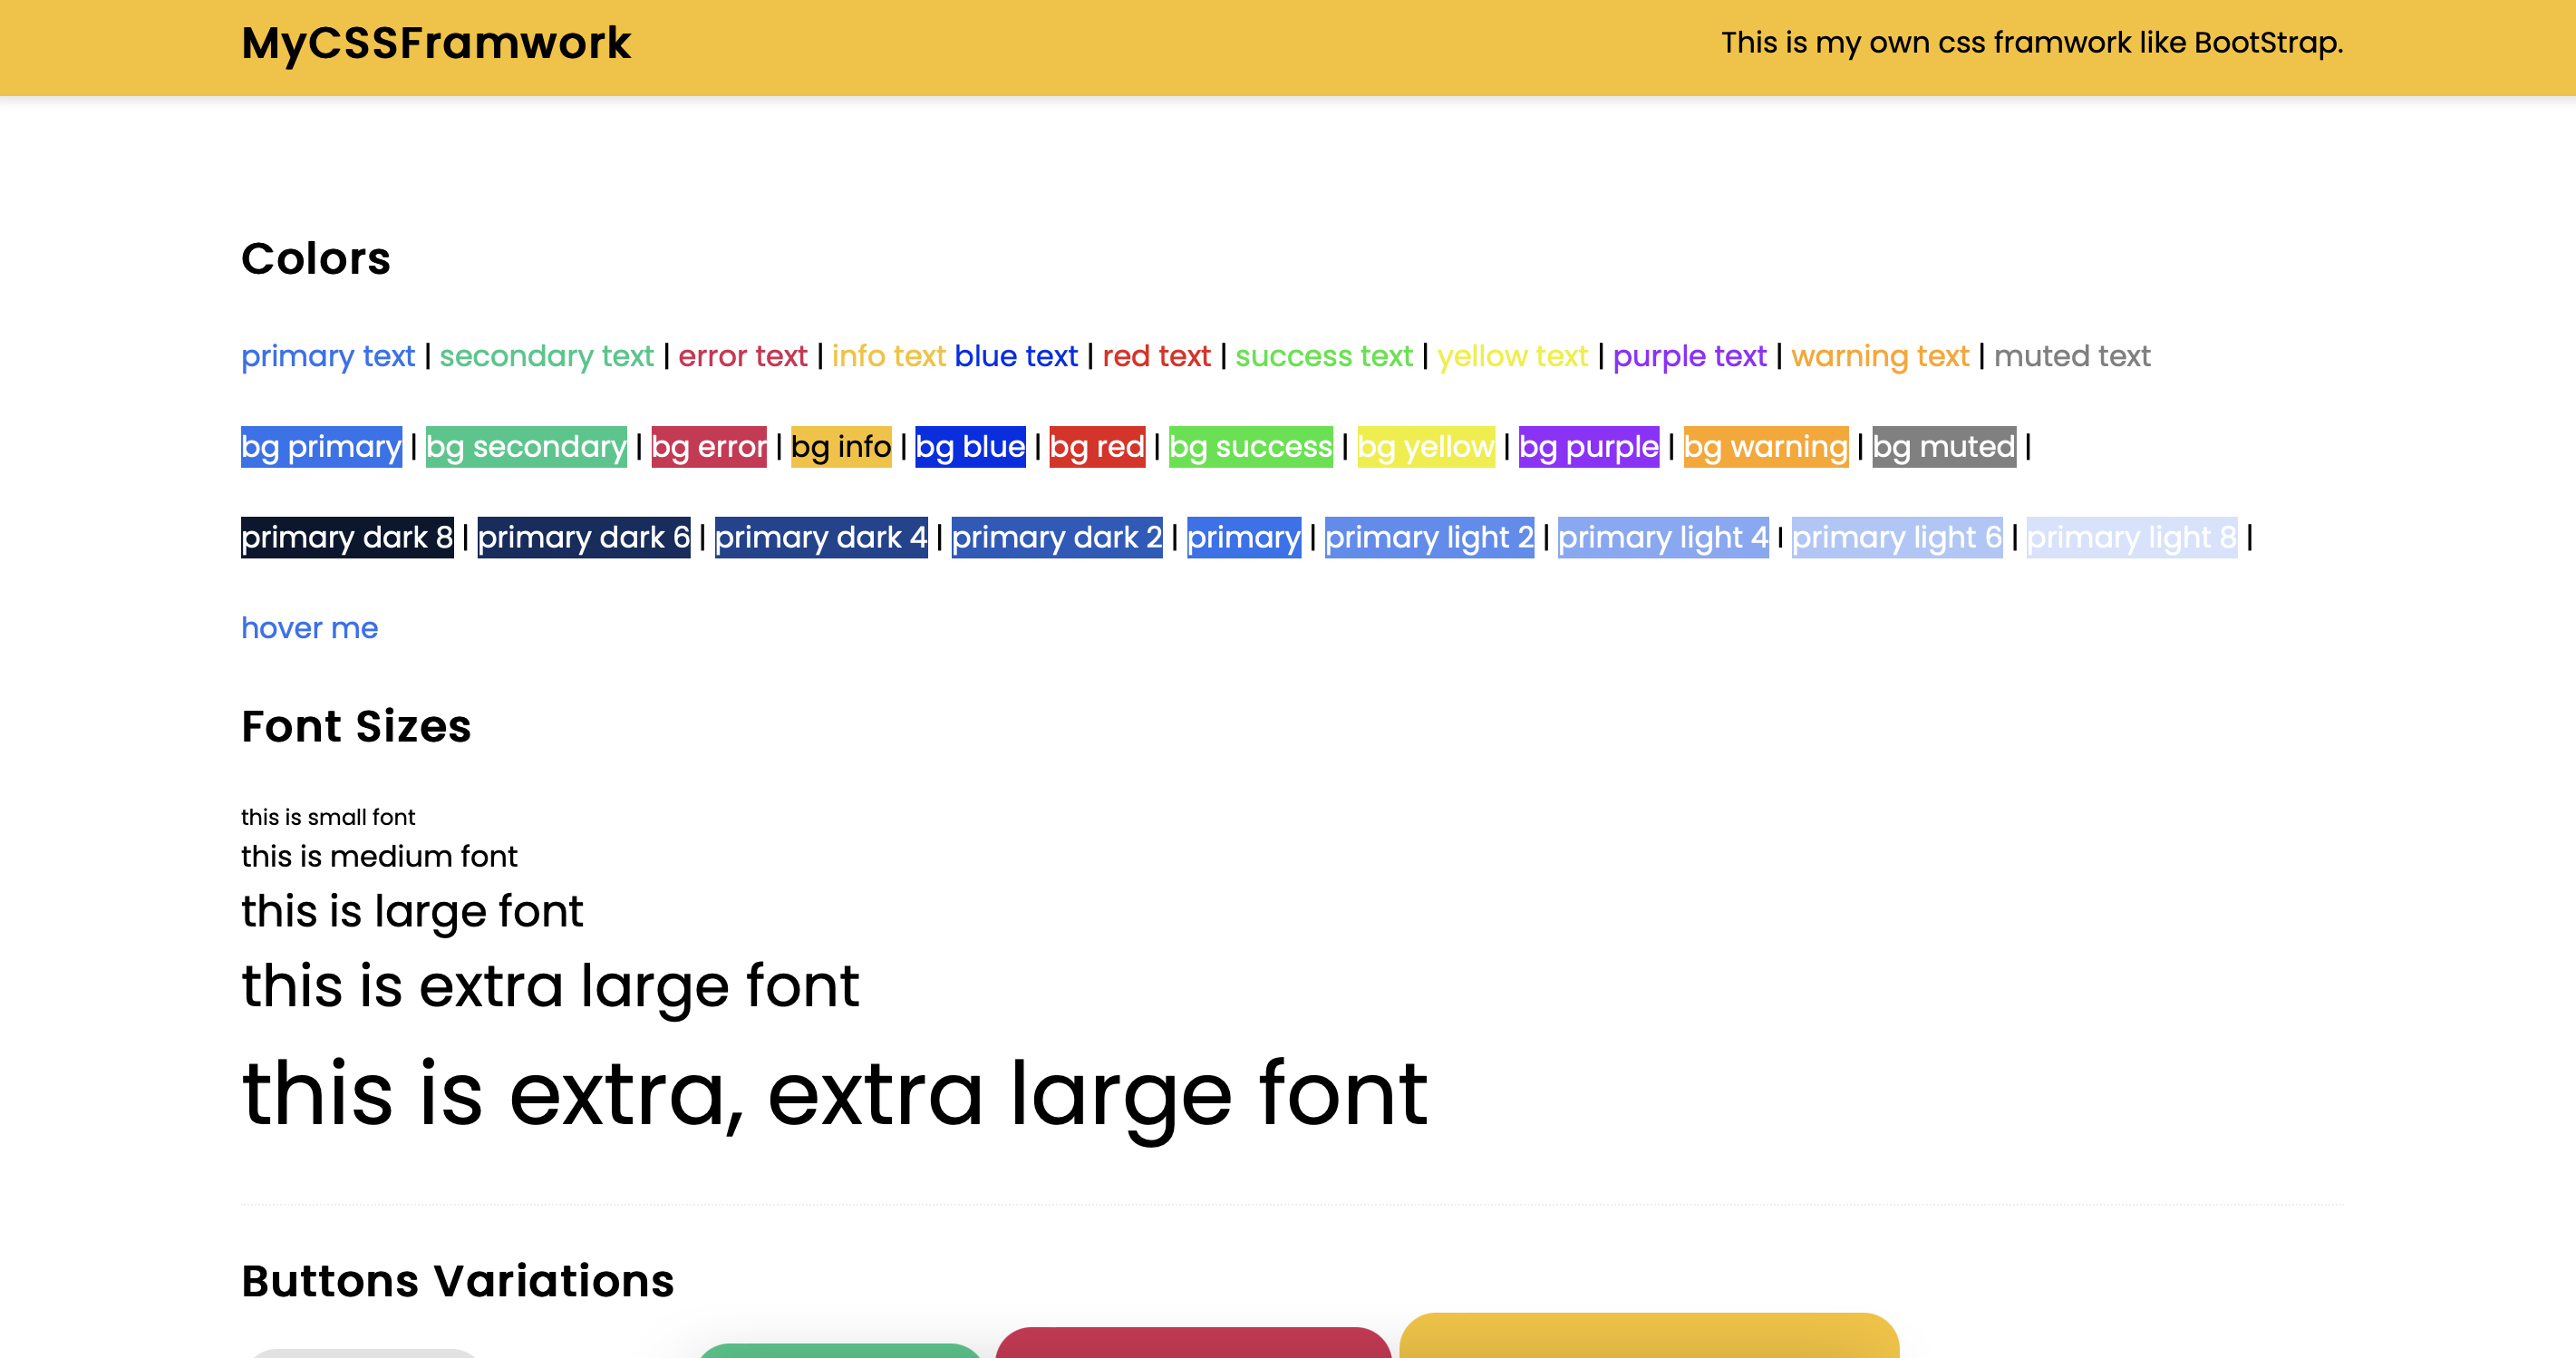 MyCSSFramwork
This is my own css framwork like BootStrap.
Colors
primary text | secondary text | error text | info text blue text | red text | success text | yellow text | purple text | warning text | muted text
bg primary | bg secondary | bg error | bg info | bg blue | bg red | bg success | bg yellow | bg purple | bg warning | bg muted |
primary dark 8 | primary dark 6 | primary dark 4 | primary dark 2 | primary | primary light 2 | primary light 4 | primary light 6 | primary light 8 |
hover me
Font Sizes
this is small font
this is medium font
this is large font
this is extra large font
this is extra, extra large font
Buttons Variations